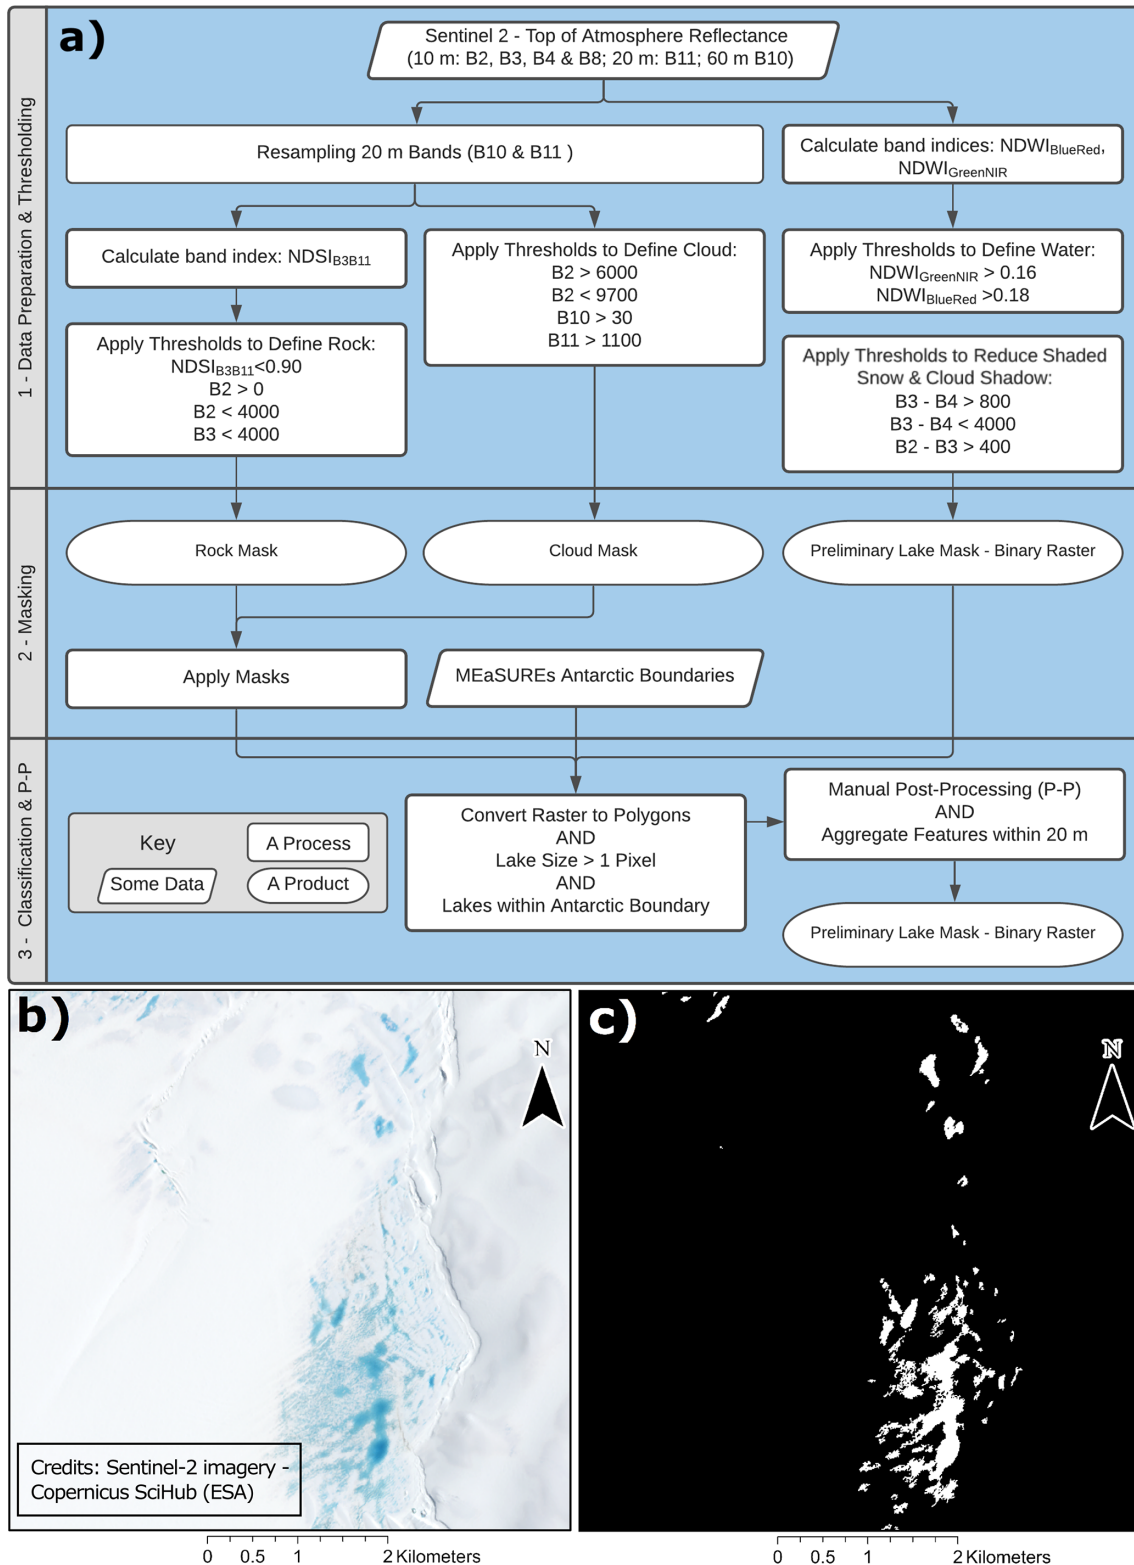 a)
Sentinel 2 - Top of Atmosphere Reflectance
(10 m: B2, B3, B4 & B8; 20 m: B11; 60 m B10)
1 - Data Preparation & Thresholding
Resampling 20 m Bands (B10 & B11 )
Calculate band indices: NDWIBlueRed,
NDWIGreenNIR
Calculate band index: NDSIB3B11
Apply Thresholds to Define Cloud:
B2 > 6000
B2 < 9700
B10 > 30
B11 > 1100
Apply Thresholds to Define Water:
NDWIGreenNIR > 0.16
NDWIBlueRed >0.18
Apply Thresholds to Define Rock:
NDSIB3B11<0.90
B2 > 0
B2 < 4000
B3 < 4000
Apply Thresholds to Reduce Shaded
Snow & Cloud Shadow:
B3 - B4 > 800
B3 - B4 < 4000
B2 - B3 > 400
2 - Masking
Rock Mask
Cloud Mask
Preliminary Lake Mask - Binary Raster
Apply Masks
MEaSUREs Antarctic Boundaries
3 - Classification & P-P
Key
A Process
Some Data
A Product
Convert Raster to Polygons
AND
Lake Size > 1 Pixel
AND
Lakes within Antarctic Boundary
Manual Post-Processing (P-P)
AND
Aggregate Features within 20 m
Preliminary Lake Mask - Binary Raster
b)
N
Credits: Sentinel-2 imagery -
Copernicus SciHub (ESA)
0 0.5 1 2 Kilometers
c)
N
0 0.5 1 2 Kilometers